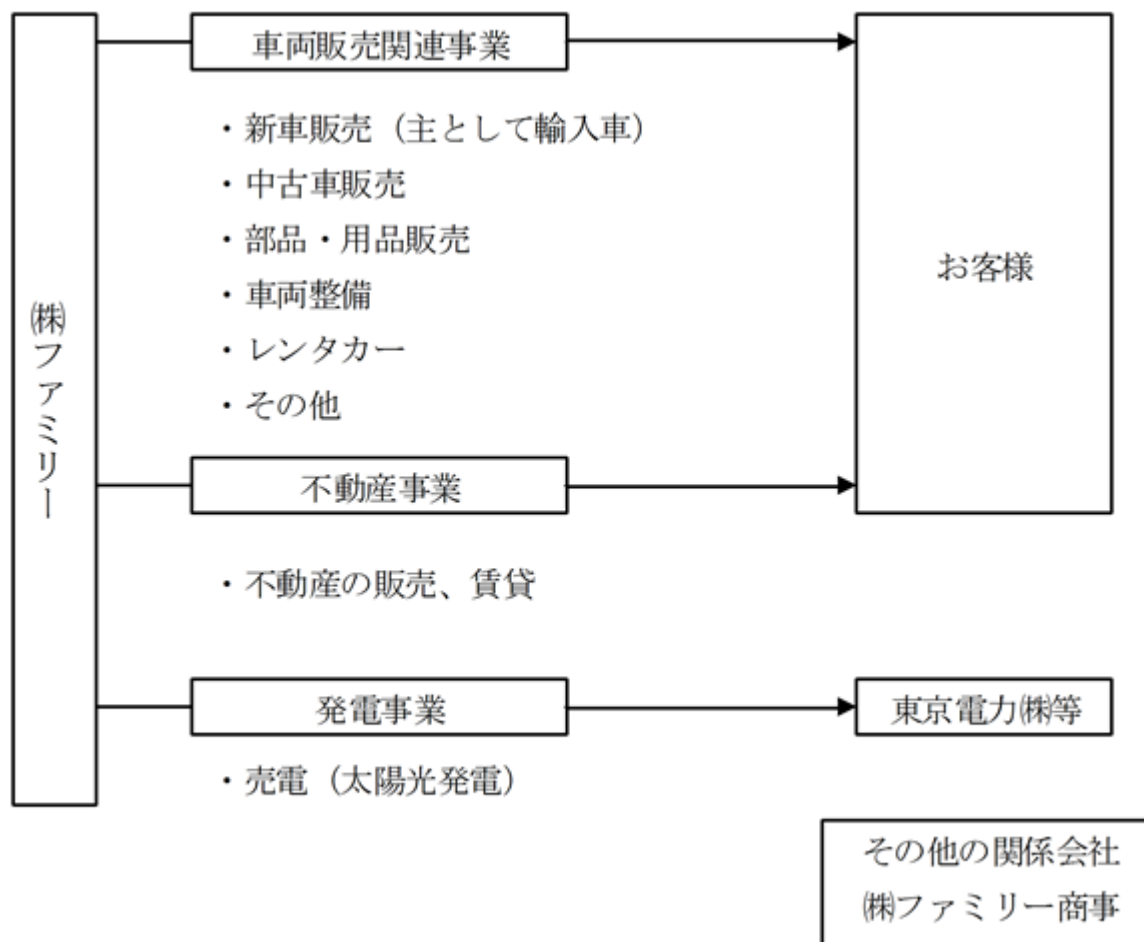 ㈱ファミリー
車両販売関連事業
・新車販売（主として輸入車）
・中古車販売
・部品・用品販売
・車両整備
・レンタカー
・その他
お客様
不動産事業
・不動産の販売、賃貸
発電事業
東京電力㈱等
・売電（太陽光発電）
その他の関係会社
㈱ファミリー商事